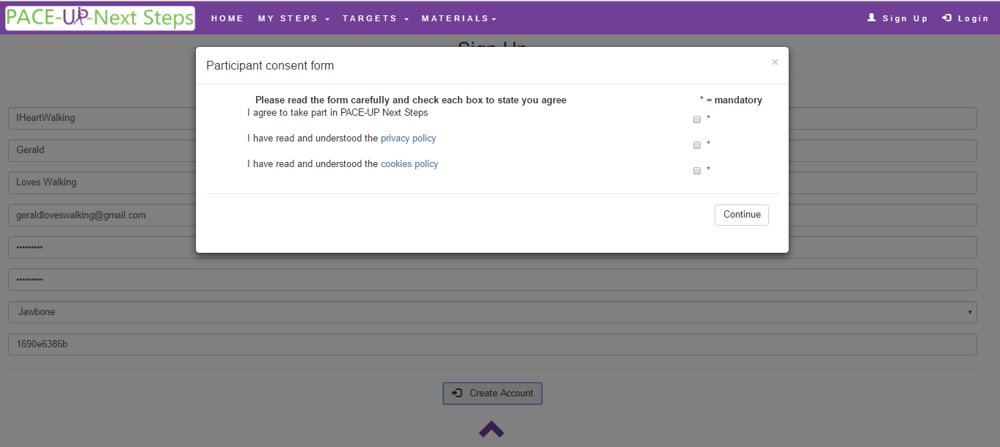 PACE-UP-Next Steps HOME MY STEPS TARGETS MATERIALS Sign Up Login
Sign Up
Participant consent form ×
Please read the form carefully and check each box to state you agree * = mandatory
I agree to take part in PACE-UP Next Steps *
I have read and understood the privacy policy *
I have read and understood the cookies policy *
Continue
IHeartWalking
Gerald
Loves Walking
geraldloveswalking@gmail.com
•••••••••
•••••••••
Jawbone
1690e6386b
Create Account